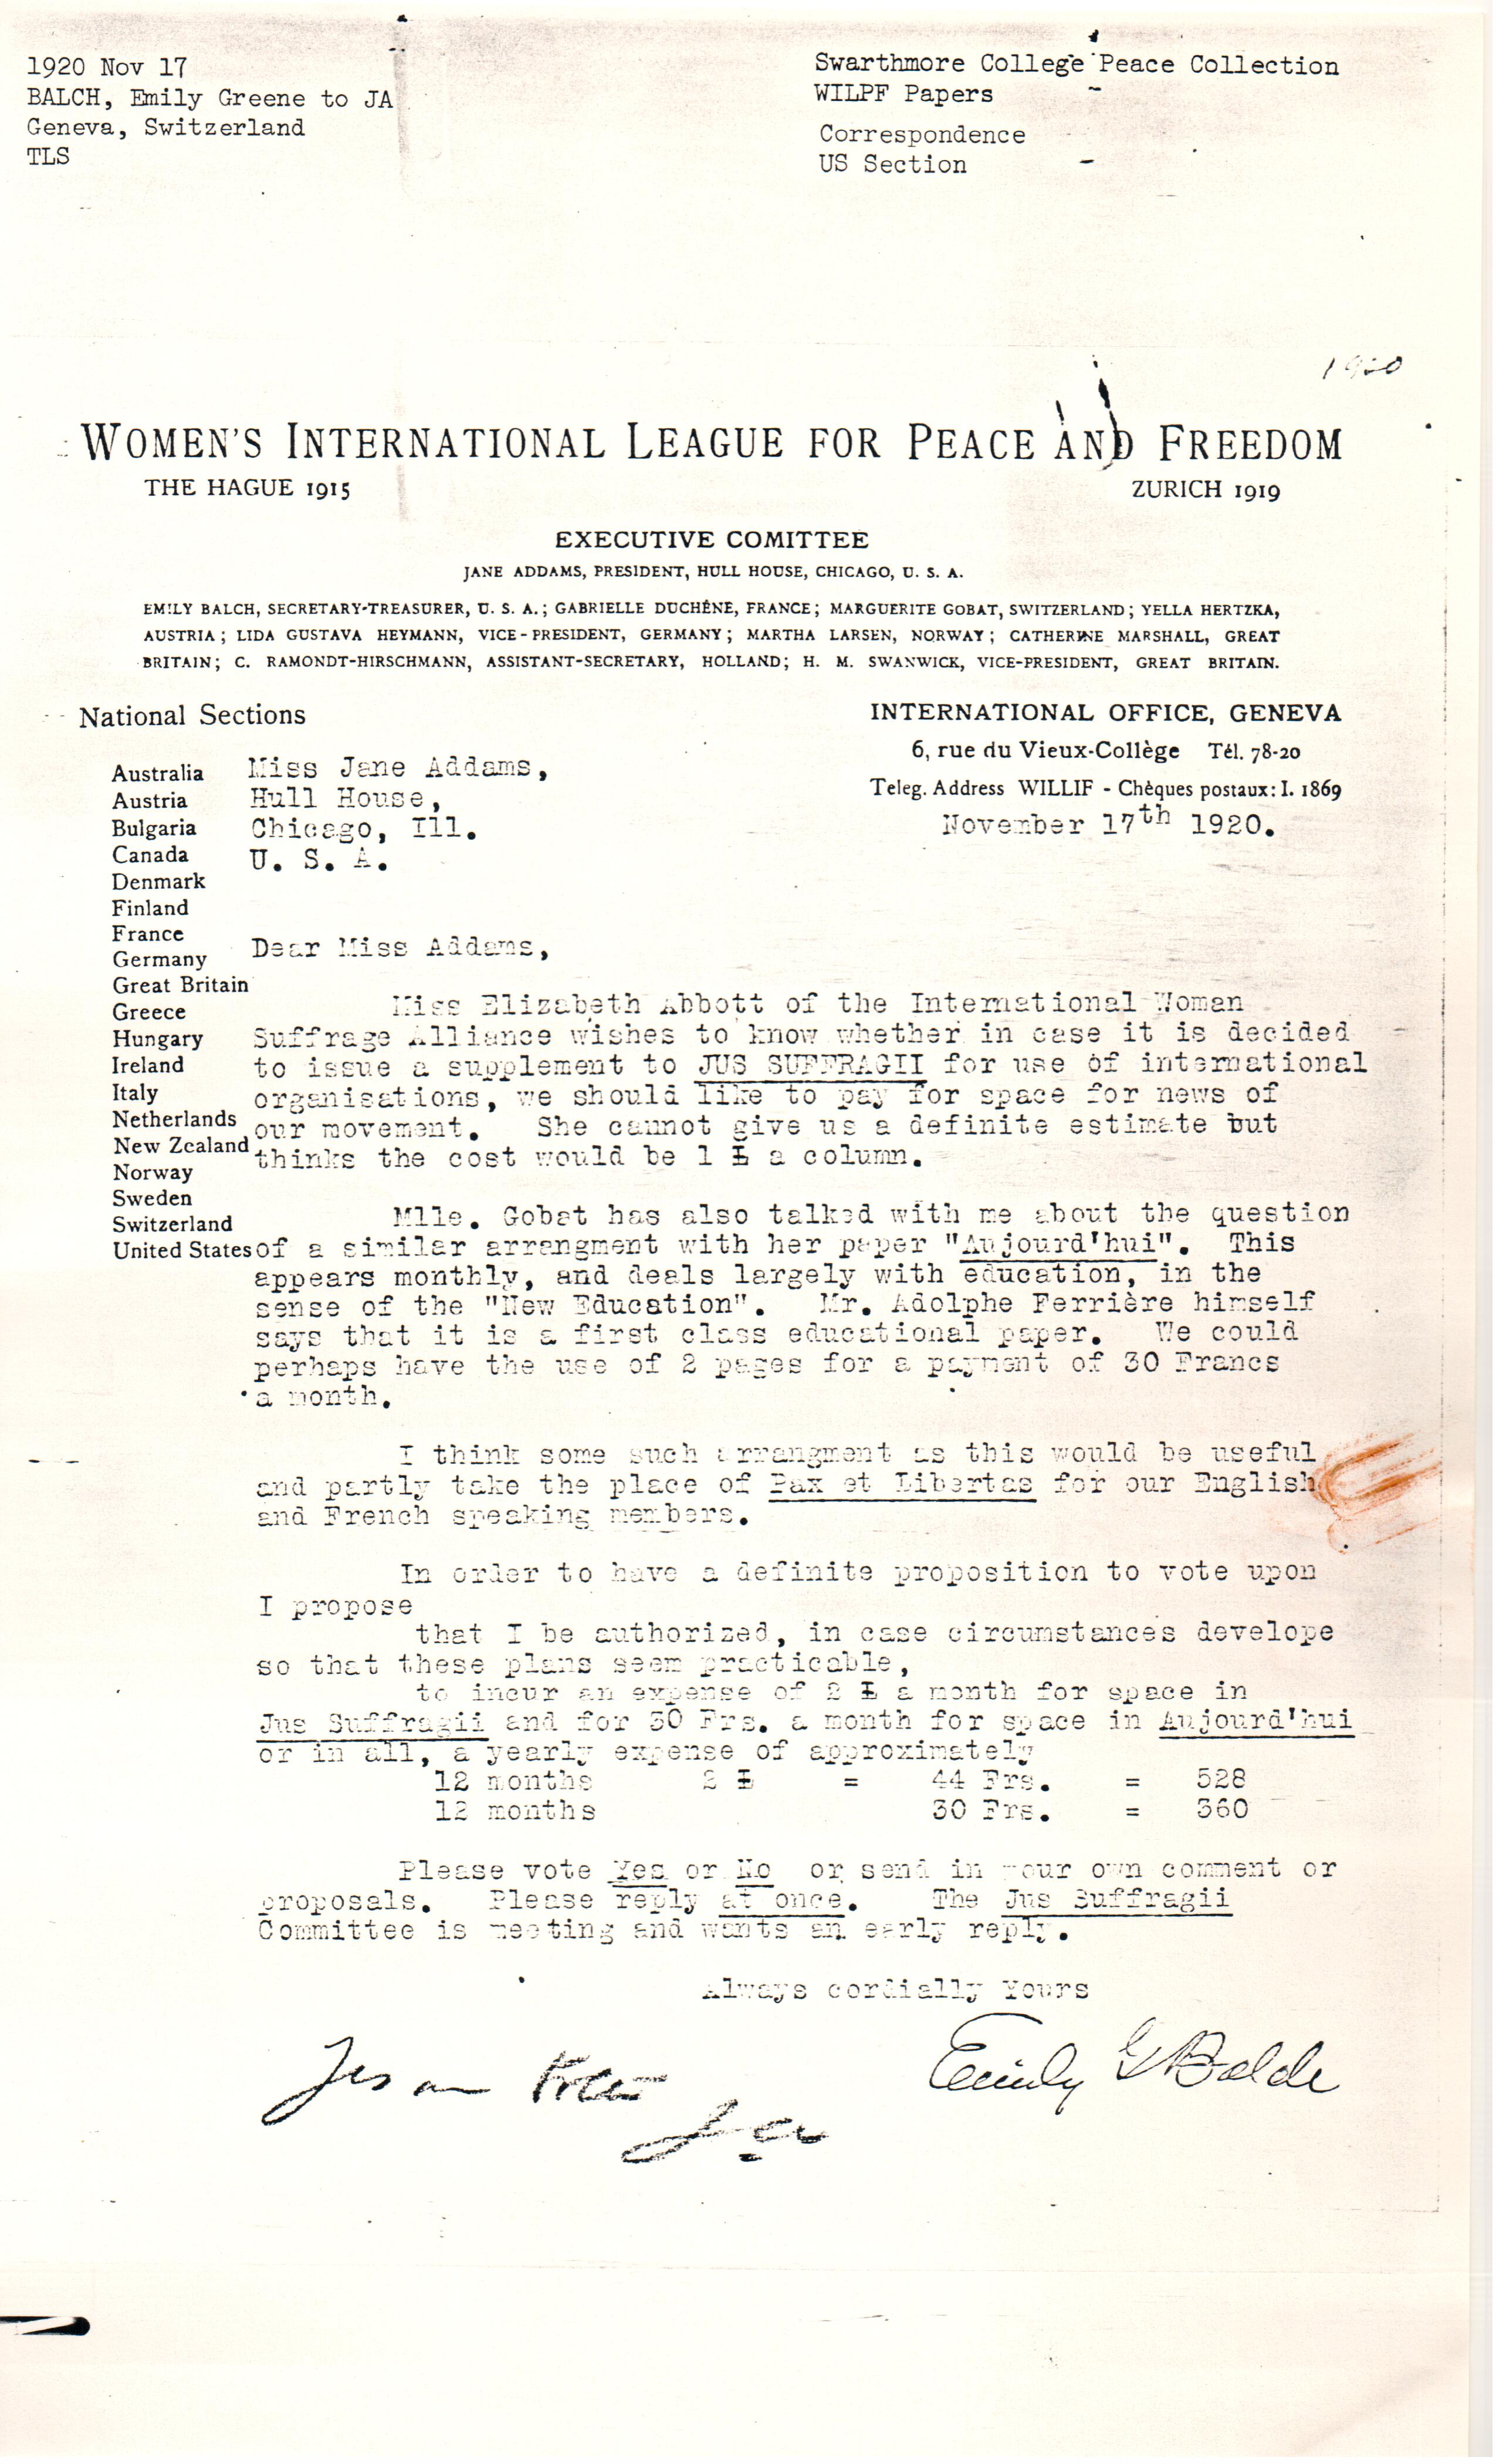 1920 Nov 17
BALCH, Emily Greene to JA
Geneva, Switzerland
TLS
Swarthmore College Peace Collection
WILPF Papers
Correspondence
US Section
1920
WOMEN'S INTERNATIONAL LEAGUE FOR PEACE AND FREEDOM
THE HAGUE 1915
ZURICH 1919
EXECUTIVE COMITTEE
JANE ADDAMS, PRESIDENT, HULL HOUSE, CHICAGO, U. S. A.
EMILY BALCH, SECRETARY-TREASURER, U. S. A.; GABRIELLE DUCHÊNE, FRANCE; MARGUERITE GOBAT, SWITZERLAND; YELLA HERTZKA,
AUSTRIA; LIDA GUSTAVA HEYMANN, VICE-PRESIDENT, GERMANY; MARTHA LARSEN, NORWAY; CATHERINE MARSHALL, GREAT
BRITAIN; C. RAMONDT-HIRSCHMANN, ASSISTANT-SECRETARY, HOLLAND; H. M. SWANWICK, VICE-PRESIDENT, GREAT BRITAIN.
National Sections
Australia
Austria
Bulgaria
Canada
Denmark
Finland
France
Germany
Great Britain
Greece
Hungary
Ireland
Italy
Netherlands
New Zealand
Norway
Sweden
Switzerland
United States
INTERNATIONAL OFFICE, GENEVA
6, rue du Vieux-Collège Tél. 78-20
Teleg. Address WILLIF - Chèques postaux: I. 1869
November 17th 1920.
Miss Jane Addams,
Hull House,
Chicago, Ill.
U. S. A.
Dear Miss Addams,
Miss Elizabeth Abbott of the International Woman
Suffrage Alliance wishes to know whether in case it is decided
to issue a supplement to JUS SUFFRAGII for use of international
organisations, we should like to pay for space for news of
our movement. She cannot give us a definite estimate but
thinks the cost would be 1 £ a column.
Mlle. Gobat has also talked with me about the question
of a similar arrangment with her paper "Aujourd'hui". This
appears monthly, and deals largely with education, in the
sense of the "New Education". Mr. Adolphe Ferrière himself
says that it is a first class educational paper. We could
perhaps have the use of 2 pages for a payment of 30 Francs
a month.
I think some such arrangment as this would be useful
and partly take the place of Pax et Libertas for our English
and French speaking members.
In order to have a definite proposition to vote upon
I propose
that I be authorized, in case circumstances develope
so that these plans seem practicable,
to incur an expense of 2 £ a month for space in
Jus Suffragii and for 30 Frs. a month for space in Aujourd'hui
or in all, a yearly expense of approximately
12 months 2 £ = 44 Frs. = 528
12 months 30 Frs. = 360
Please vote Yes or No or send in your own comment or
proposals. Please reply at once. The Jus Suffragii
Committee is meeting and wants an early reply.
Always cordially Yours
Emily G Balch
Yes on
J A